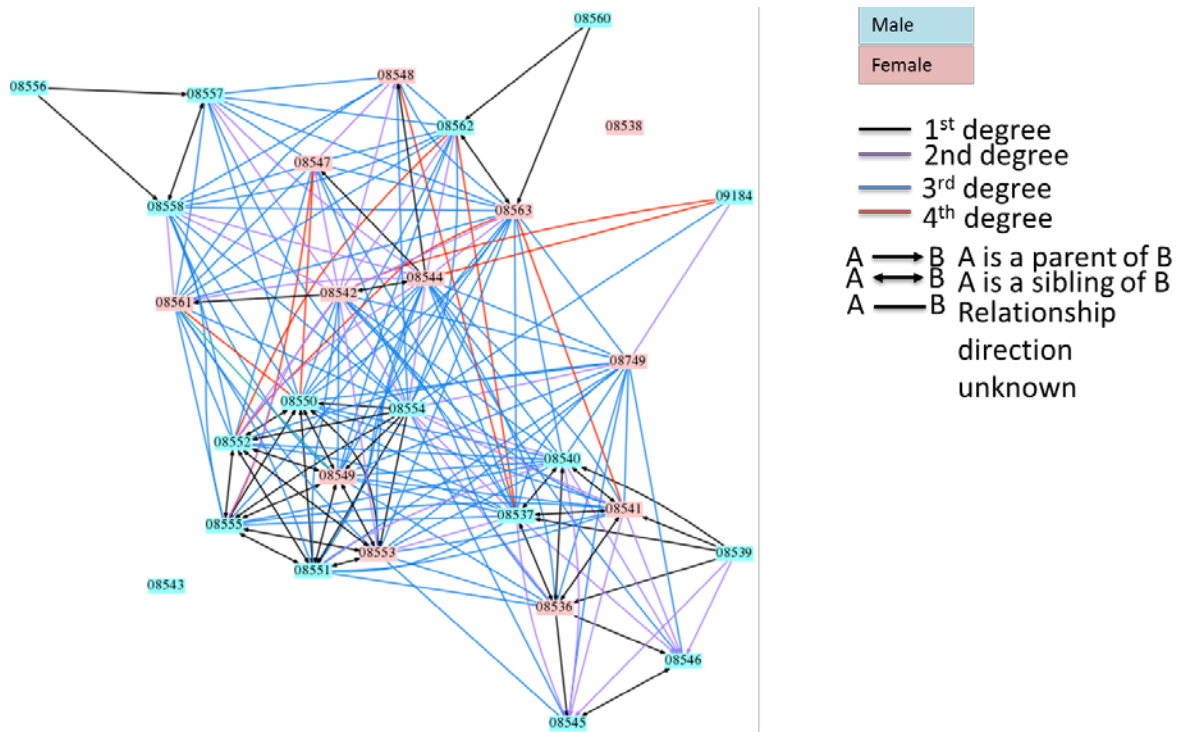 08560
08556
08557
08548
08562
08538
08547
09184
08558
08563
08544
08561
08542
08749
08550
08554
08552
08540
08549
08537
08541
08555
08553
08539
08551
08543
08536
08546
08545
Male
Female
1st degree
2nd degree
3rd degree
4th degree
A B A is a parent of B
A B A is a sibling of B
A B Relationship
direction
unknown